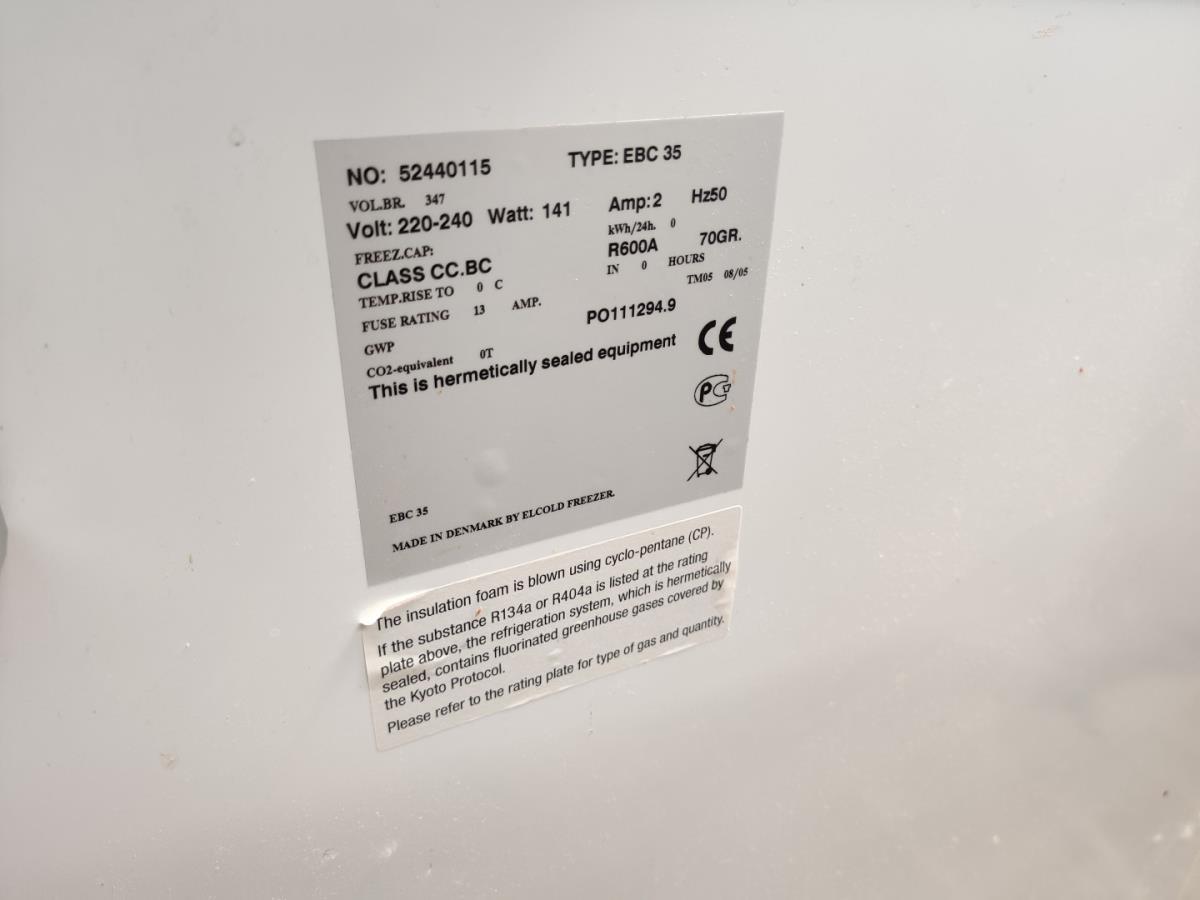 NO: 52440115 TYPE: EBC 35
VOL.BR. 347
Volt: 220-240 Watt: 141 Amp:2 Hz50
FREEZ.CAP: kWh/24h. 0
CLASS CC.BC R600A 70GR.
TEMP.RISE TO 0 C IN 0 HOURS
FUSE RATING 13 AMP. TM05 08/05
GWP PO111294.9
CO2-equivalent 0T
This is hermetically sealed equipment
CE
PG
EBC 35
MADE IN DENMARK BY ELCOLD FREEZER.
The insulation foam is blown using cyclo-pentane (CP).
If the substance R134a or R404a is listed at the rating
plate above, the refrigeration system, which is hermetically
sealed, contains fluorinated greenhouse gases covered by
the Kyoto Protocol.
Please refer to the rating plate for type of gas and quantity.